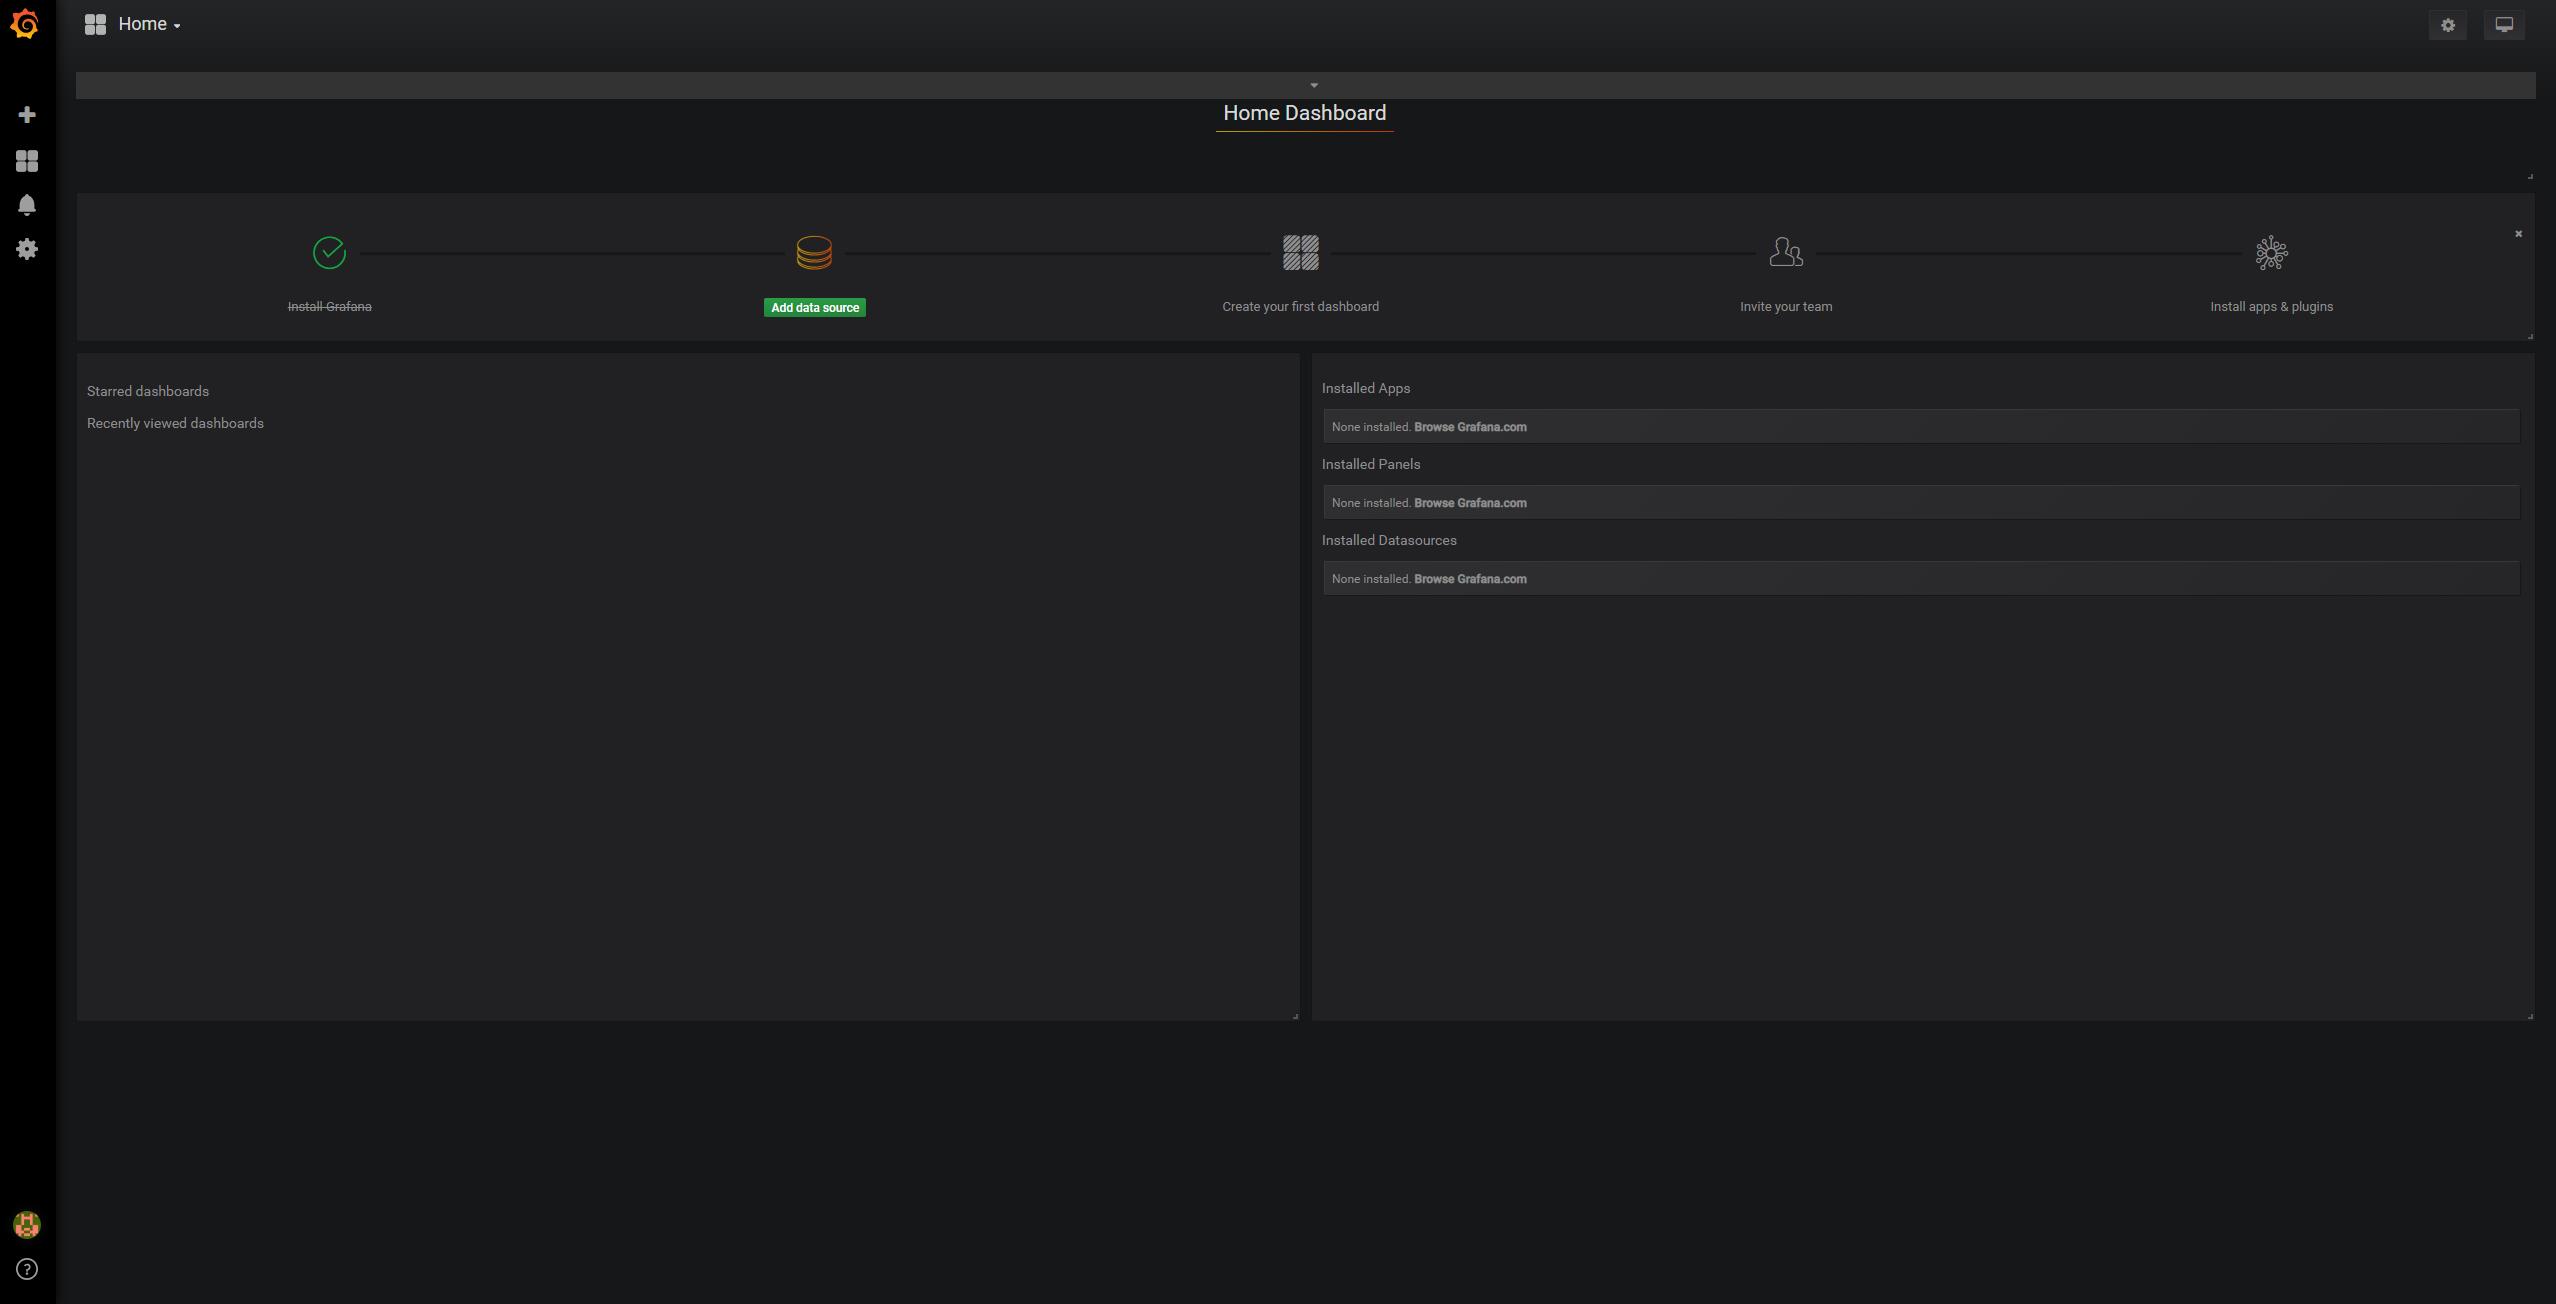 Home
Home Dashboard
Install Grafana
Add data source
Create your first dashboard
Invite your team
Install apps & plugins
Starred dashboards
Recently viewed dashboards
Installed Apps
None installed. Browse Grafana.com
Installed Panels
None installed. Browse Grafana.com
Installed Datasources
None installed. Browse Grafana.com